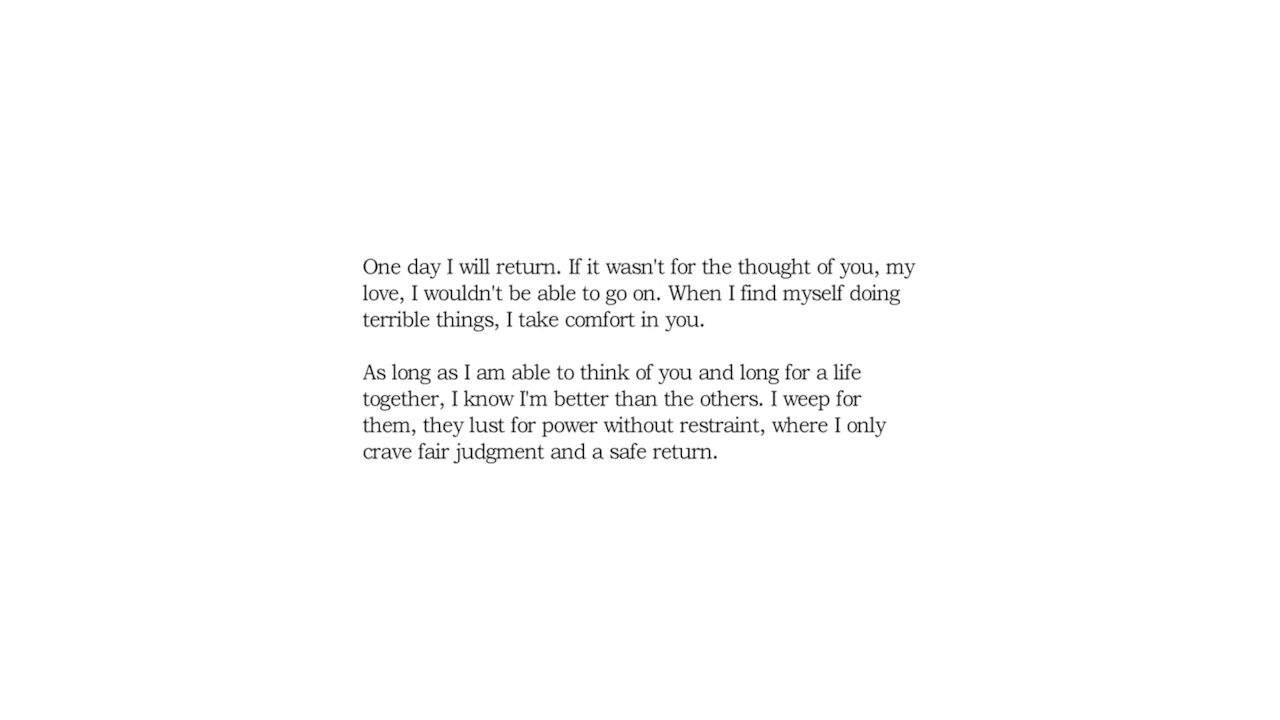 One day I will return. If it wasn't for the thought of you, my
love, I wouldn't be able to go on. When I find myself doing
terrible things, I take comfort in you.
As long as I am able to think of you and long for a life
together, I know I'm better than the others. I weep for
them, they lust for power without restraint, where I only
crave fair judgment and a safe return.